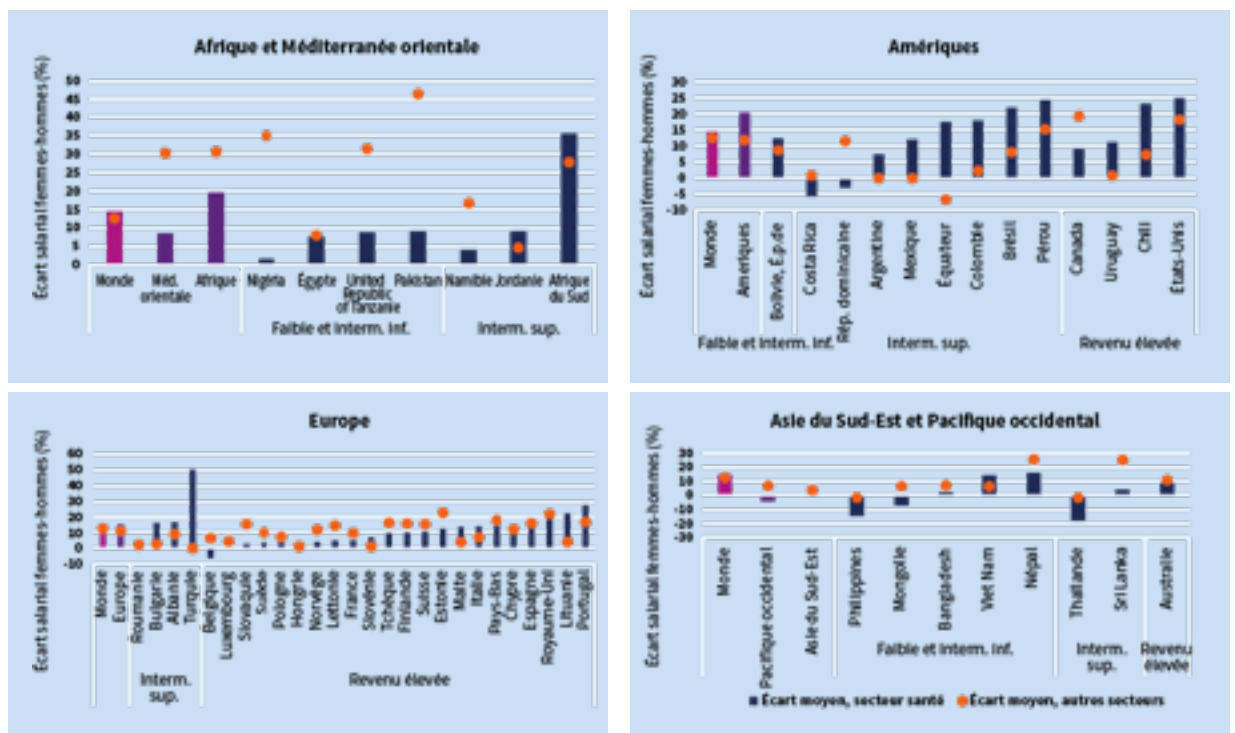 Afrique et Méditerranée orientale
Écart salarial femmes-hommes (%)
50
45
40
35
30
25
20
15
10
5
0
Monde
Méd. orientale
Afrique
Nigéria
Égypte
United Republic of Tanzanie
Pakistan
Namibie
Jordanie
Afrique du Sud
Faible et Interm. Inf.
Interm. sup.
Amériques
Écart salarial femmes-hommes (%)
30
25
20
15
10
5
0
-5
-10
Monde
Amériques
Bolivie, É.p.de
Costa Rica
Rép. dominicaine
Argentine
Mexique
Équateur
Colombie
Brésil
Pérou
Canada
Uruguay
Chili
États-Unis
Faible et Interm. Inf.
Interm. sup.
Revenu élevée
Europe
Écart salarial femmes-hommes (%)
60
50
40
30
20
10
0
-10
Monde
Europe
Roumanie
Bulgarie
Albanie
Turquie
Belgique
Luxembourg
Slovaquie
Suède
Pologne
Hongrie
Norvège
Lettonie
France
Slovénie
Tchéque
Finlande
Suisse
Estonie
Malte
Italie
Pays-Bas
Chypre
Espagne
Royaume-Uni
Lituanie
Portugal
Interm. sup.
Revenu élevée
Asie du Sud-Est et Pacifique occidental
Écart salarial femmes-hommes (%)
30
20
10
0
-10
-20
-30
Monde
Pacifique occidental
Asie du Sud-Est
Philippines
Mongolie
Bangladesh
Viet Nam
Népal
Thaïlande
Sri Lanka
Australie
Faible et Interm. Inf.
Interm. sup.
Revenu élevée
Écart moyen, secteur santé
Écart moyen, autres secteurs